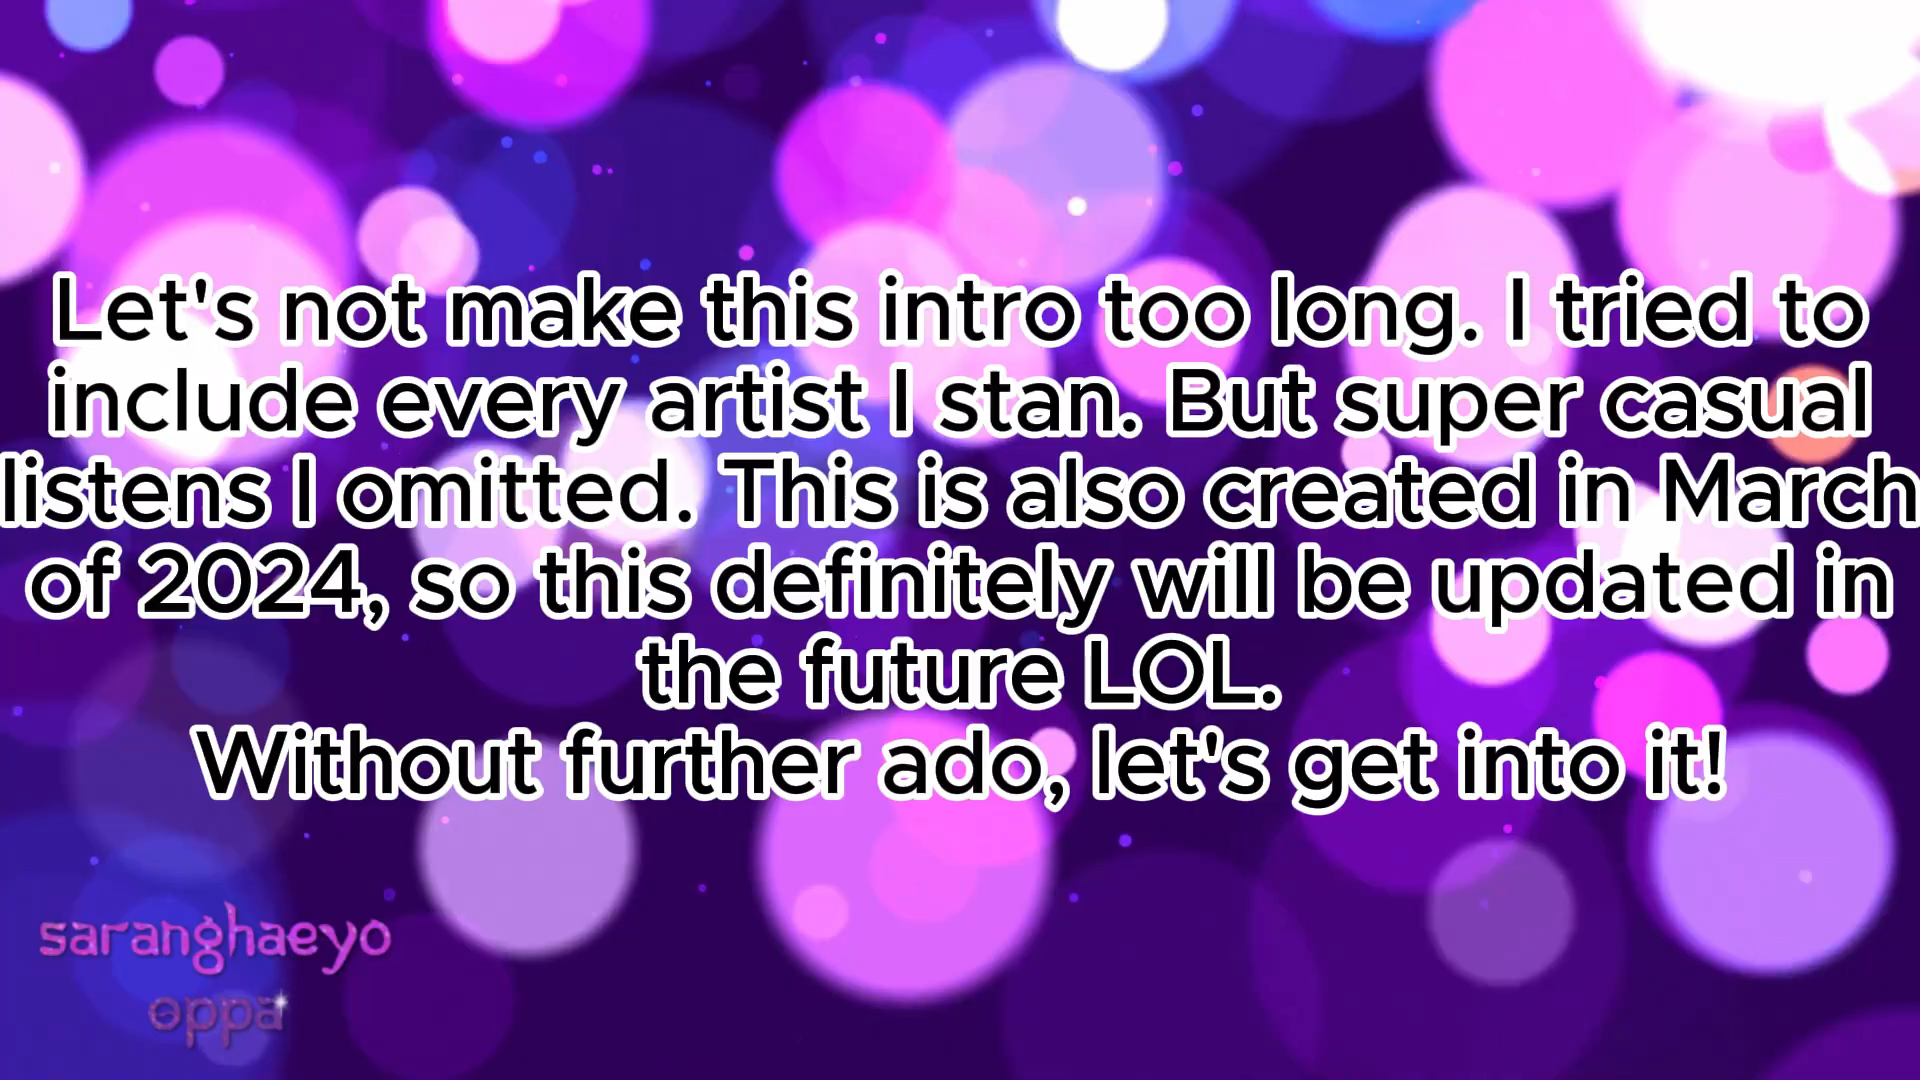 Let's not make this intro too long. I tried to
include every artist I stan. But super casual
listens I omitted. This is also created in March
of 2024, so this definitely will be updated in
the future LOL.
Without further ado, let's get into it!
saranghaeyo
oppa